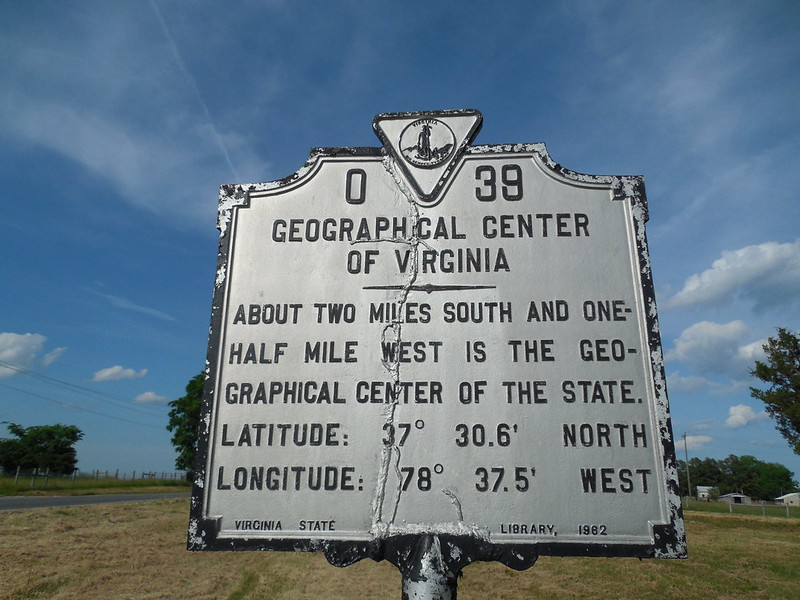 VIRGINIA
O 39
GEOGRAPHICAL CENTER
OF VIRGINIA
ABOUT TWO MILES SOUTH AND ONE-
HALF MILE WEST IS THE GEO-
GRAPHICAL CENTER OF THE STATE.
LATITUDE: 37° 30.6' NORTH
LONGITUDE: 78° 37.5' WEST
VIRGINIA STATE LIBRARY, 1962